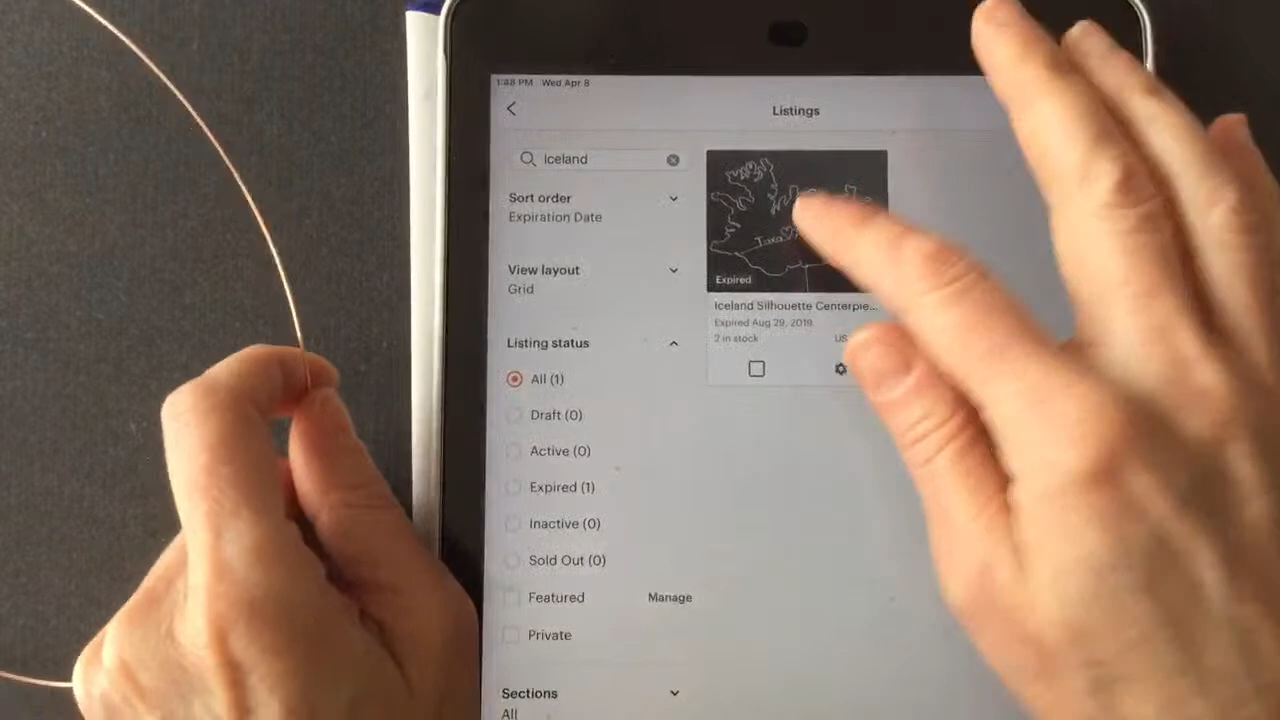 1:38 PM Wed Apr 8
Listings
Iceland
Sort order
Expiration Date
View layout
Grid
Listing status
All (1)
Draft (0)
Active (0)
Expired (1)
Inactive (0)
Sold Out (0)
Featured Manage
Private
Sections
All
Expired
Iceland Silhouette Centerpie...
Expired Aug 29, 2019
2 in stock US